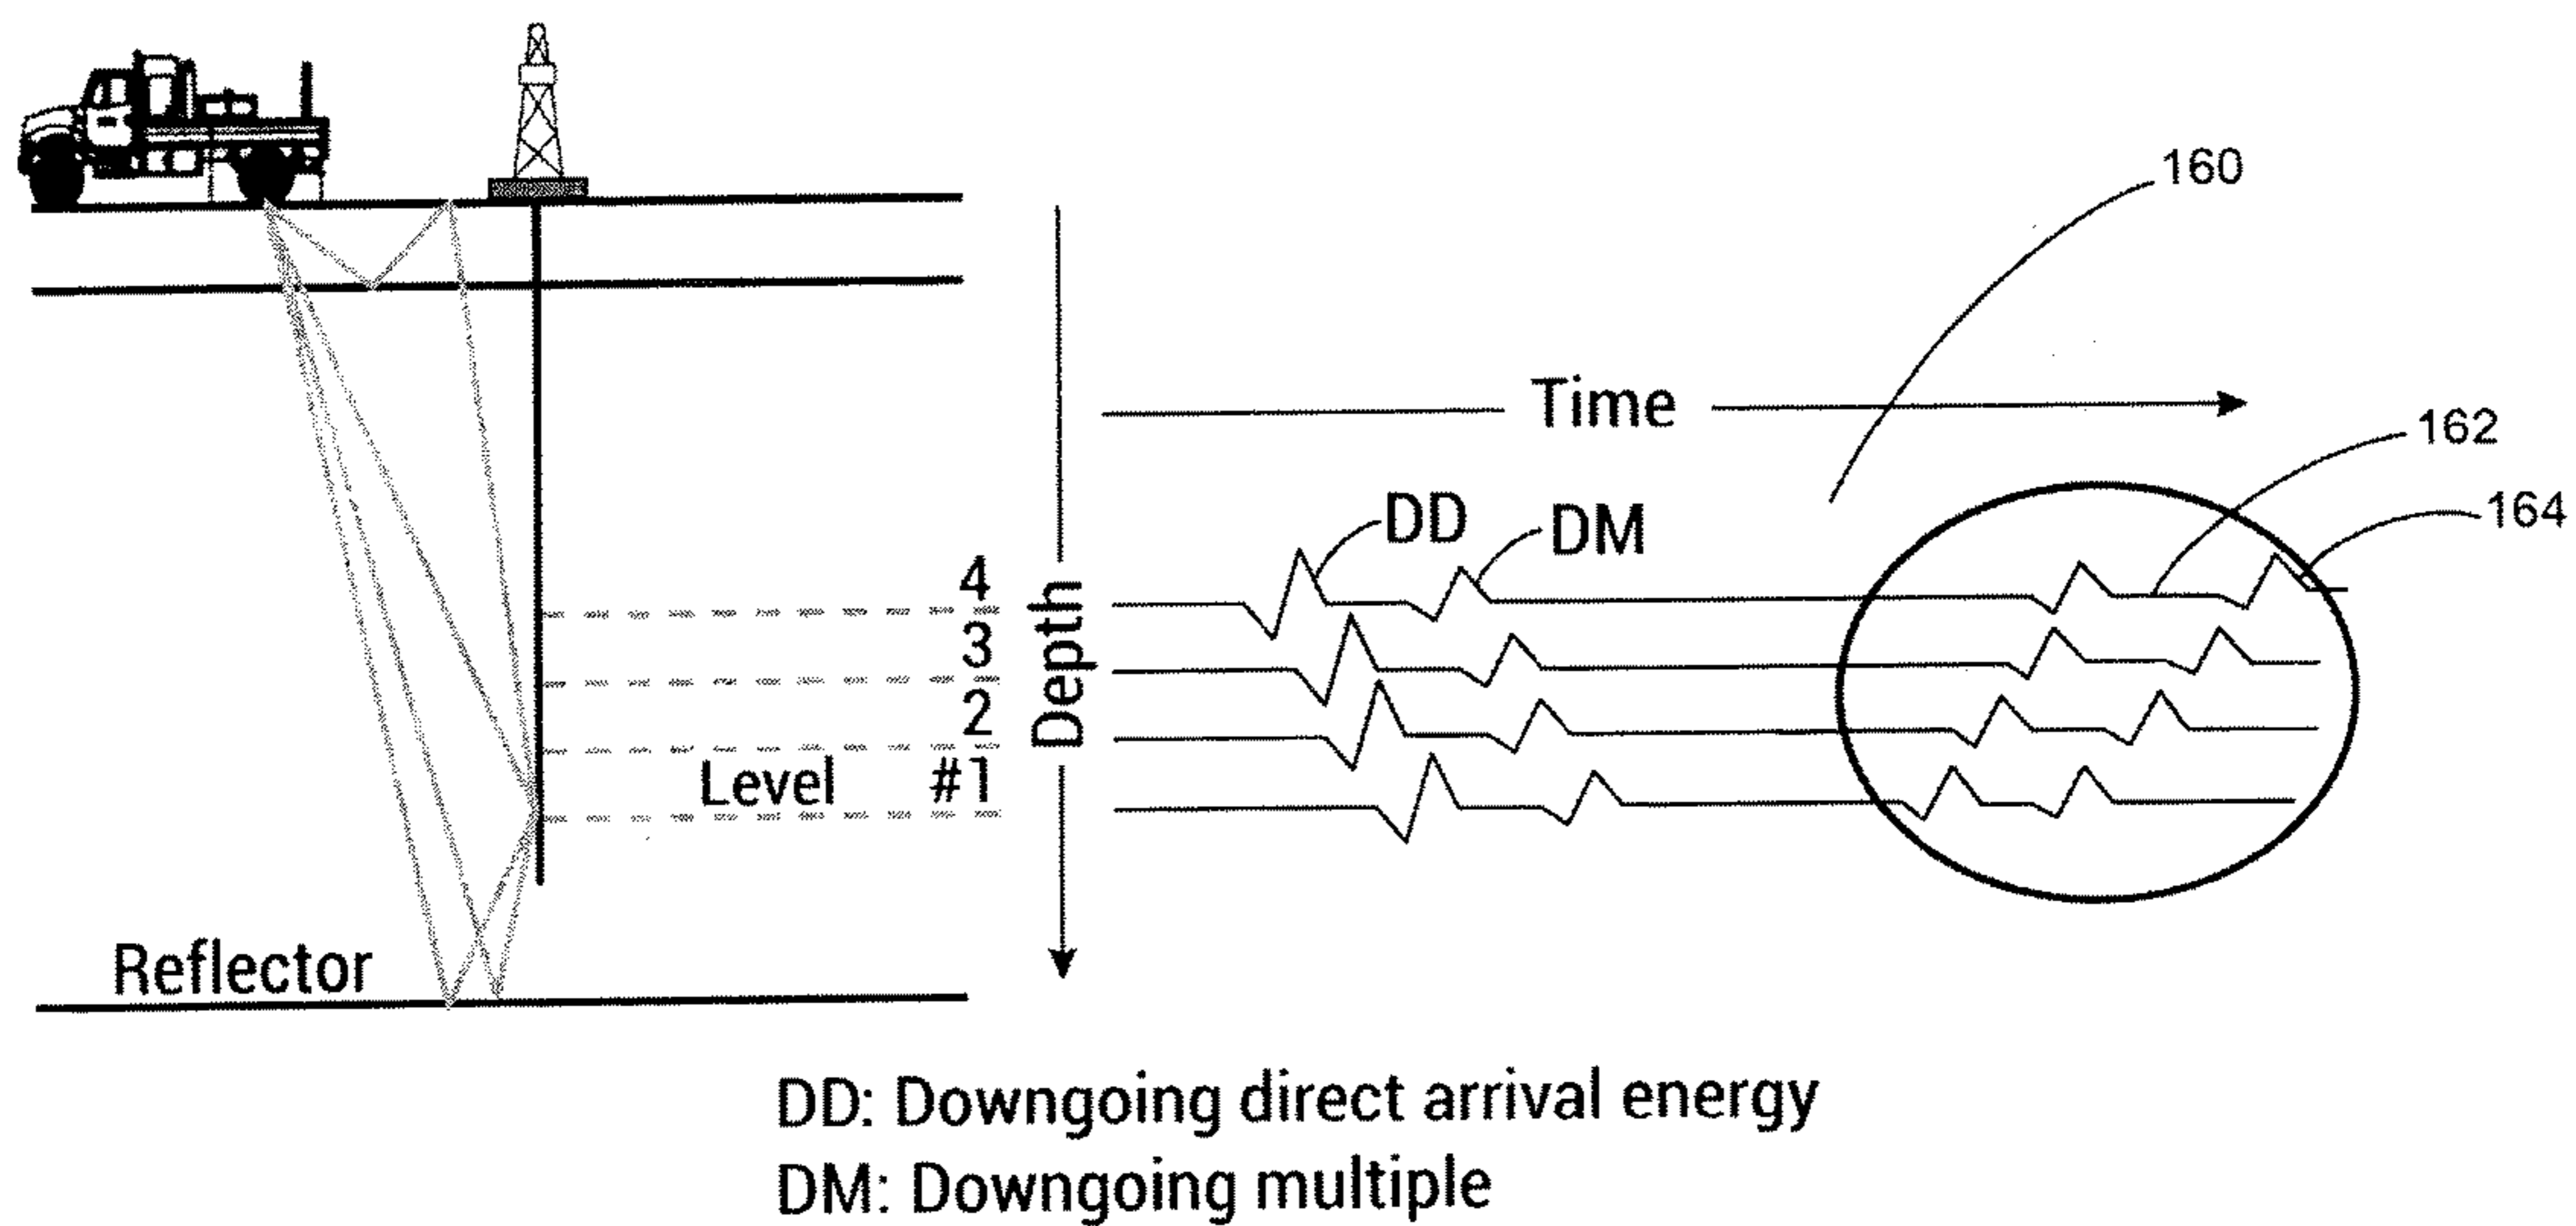 160
Time
162
164
DD
DM
4
3
2
Level #1
Depth
Reflector
DD: Downgoing direct arrival energy
DM: Downgoing multiple